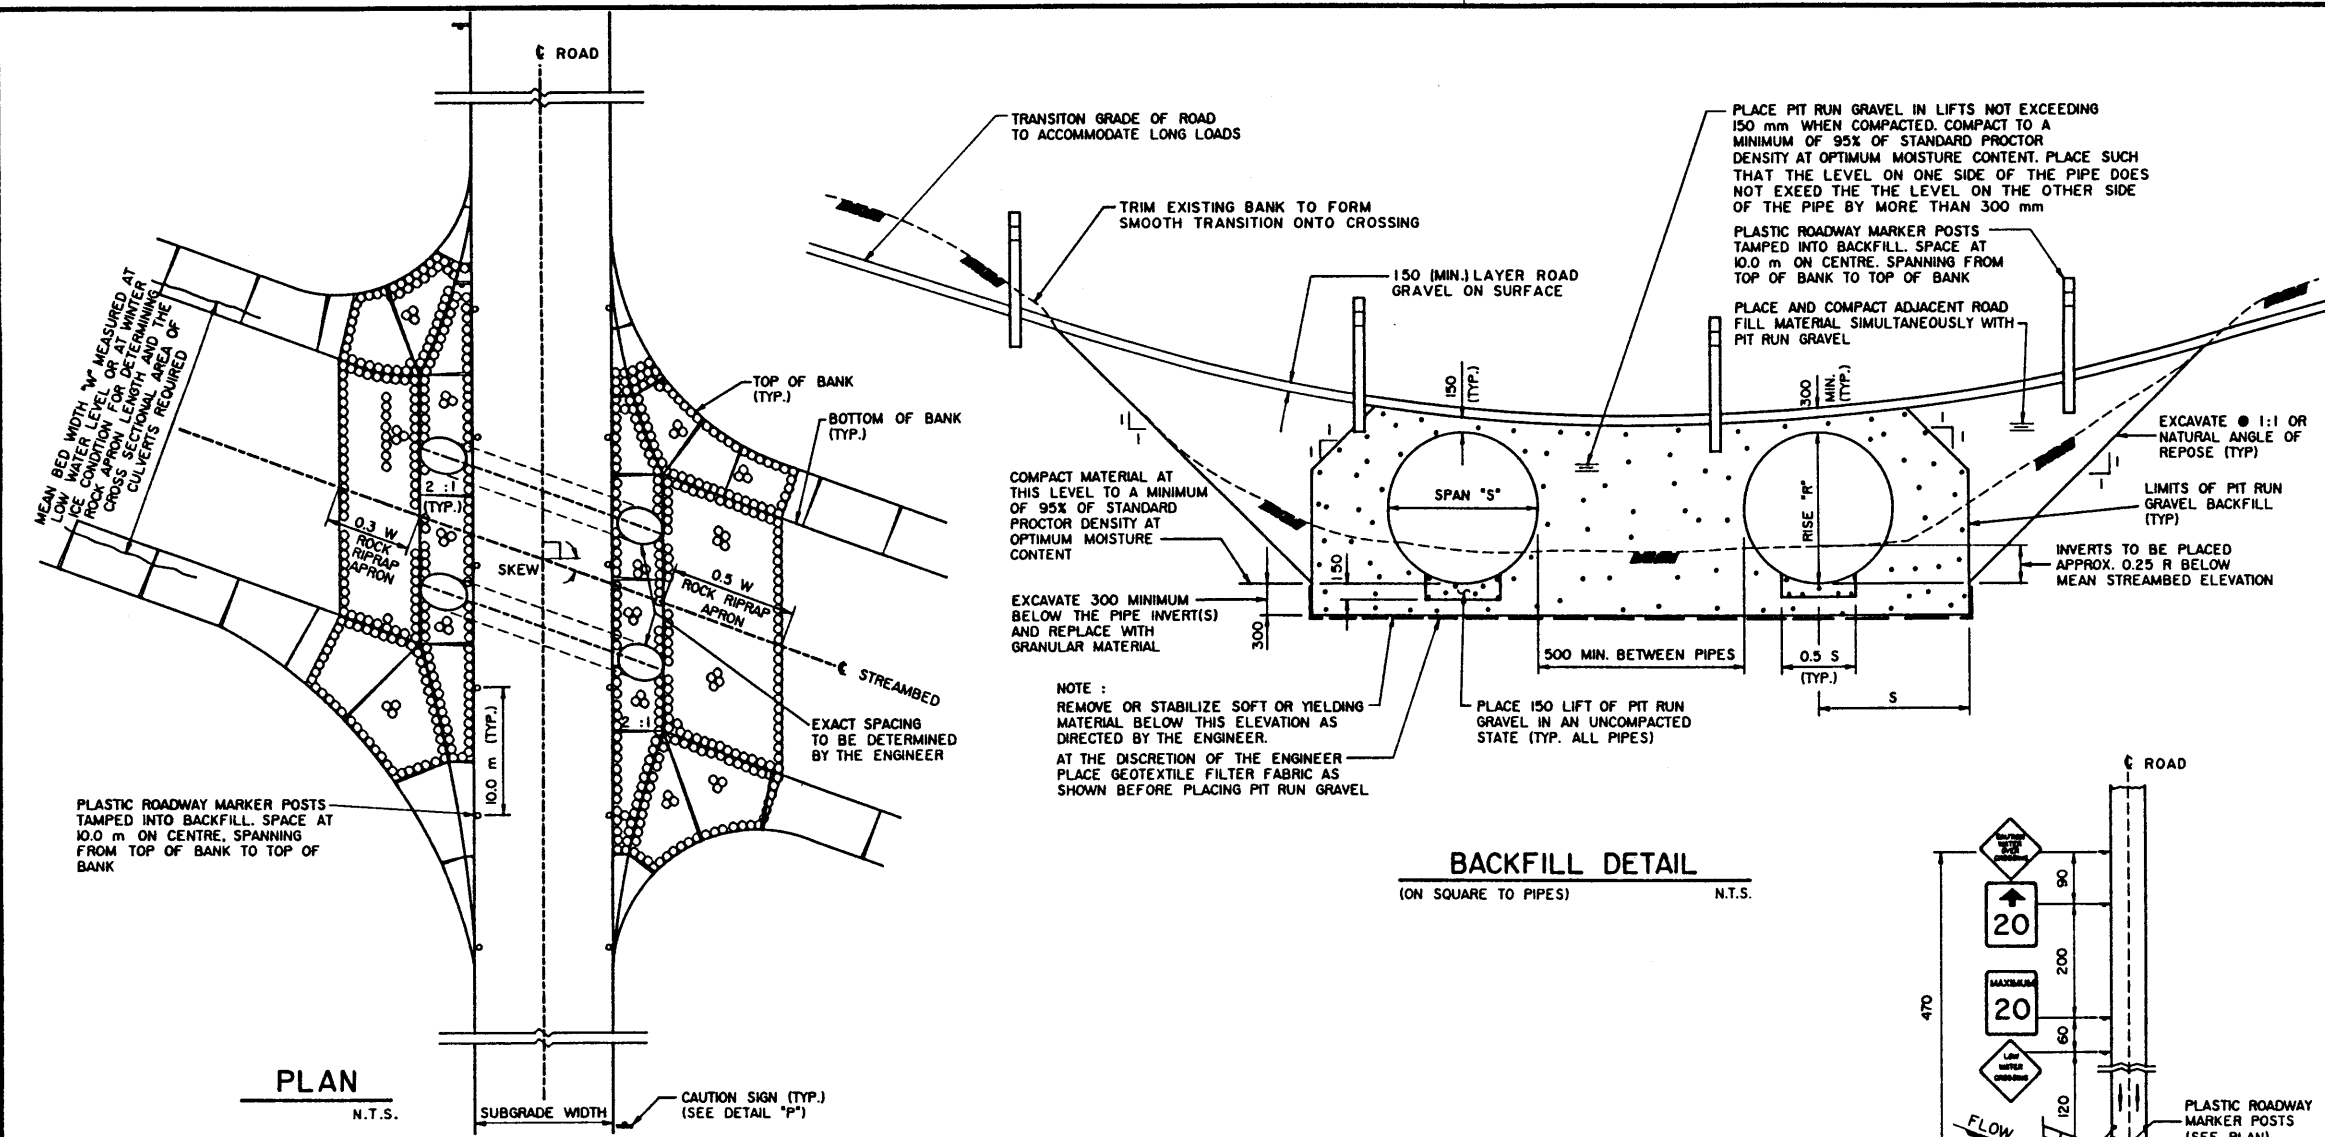 ℄ ROAD
MEAN BED WIDTH "W" MEASURED AT
LOW WATER LEVEL OR AT WINTER
ICE CONDITION FOR DETERMINING
ROCK APRON LENGTH AND THE
CROSS SECTIONAL AREA OF
CULVERTS REQUIRED
TOP OF BANK
(TYP.)
BOTTOM OF BANK
(TYP.)
2 :1
(TYP.)
0.3 W
ROCK
RIPRAP
APRON
SKEW
0.5 W
ROCK RIPRAP
APRON
℄ STREAMBED
2 :1
10.0 m (TYP.)
EXACT SPACING
TO BE DETERMINED
BY THE ENGINEER
PLASTIC ROADWAY MARKER POSTS
TAMPED INTO BACKFILL. SPACE AT
10.0 m ON CENTRE, SPANNING
FROM TOP OF BANK TO TOP OF
BANK
PLAN
N.T.S.
SUBGRADE WIDTH
CAUTION SIGN (TYP.)
(SEE DETAIL "P")
TRANSITON GRADE OF ROAD
TO ACCOMMODATE LONG LOADS
TRIM EXISTING BANK TO FORM
SMOOTH TRANSITION ONTO CROSSING
150 (MIN.) LAYER ROAD
GRAVEL ON SURFACE
PLACE PIT RUN GRAVEL IN LIFTS NOT EXCEEDING
150 mm WHEN COMPACTED. COMPACT TO A
MINIMUM OF 95% OF STANDARD PROCTOR
DENSITY AT OPTIMUM MOISTURE CONTENT. PLACE SUCH
THAT THE LEVEL ON ONE SIDE OF THE PIPE DOES
NOT EXEED THE THE LEVEL ON THE OTHER SIDE
OF THE PIPE BY MORE THAN 300 mm
PLASTIC ROADWAY MARKER POSTS
TAMPED INTO BACKFILL. SPACE AT
10.0 m ON CENTRE. SPANNING FROM
TOP OF BANK TO TOP OF BANK
PLACE AND COMPACT ADJACENT ROAD
FILL MATERIAL SIMULTANEOUSLY WITH
PIT RUN GRAVEL
150
(TYP.)
300
MIN.
(TYP.)
1
1
1
1
1
1
1
1
EXCAVATE ● 1:1 OR
NATURAL ANGLE OF
REPOSE (TYP)
LIMITS OF PIT RUN
GRAVEL BACKFILL
(TYP)
INVERTS TO BE PLACED
APPROX. 0.25 R BELOW
MEAN STREAMBED ELEVATION
COMPACT MATERIAL AT
THIS LEVEL TO A MINIMUM
OF 95% OF STANDARD
PROCTOR DENSITY AT
OPTIMUM MOISTURE
CONTENT
SPAN "S"
RISE "R"
150
EXCAVATE 300 MINIMUM
BELOW THE PIPE INVERT(S)
AND REPLACE WITH
GRANULAR MATERIAL
300
500 MIN. BETWEEN PIPES
0.5 S
(TYP.)
S
NOTE :
REMOVE OR STABILIZE SOFT OR YIELDING
MATERIAL BELOW THIS ELEVATION AS
DIRECTED BY THE ENGINEER.
AT THE DISCRETION OF THE ENGINEER
PLACE GEOTEXTILE FILTER FABRIC AS
SHOWN BEFORE PLACING PIT RUN GRAVEL
PLACE 150 LIFT OF PIT RUN
GRAVEL IN AN UNCOMPACTED
STATE (TYP. ALL PIPES)
BACKFILL DETAIL
(ON SQUARE TO PIPES)
N.T.S.
℄ ROAD
CAUTION
WATER
OVER
CROSSING
90
20
200
470
MAXIMUM
20
60
LOW
WATER
CROSSING
120
FLOW
PLASTIC ROADWAY
MARKER POSTS
(SEE PLAN)